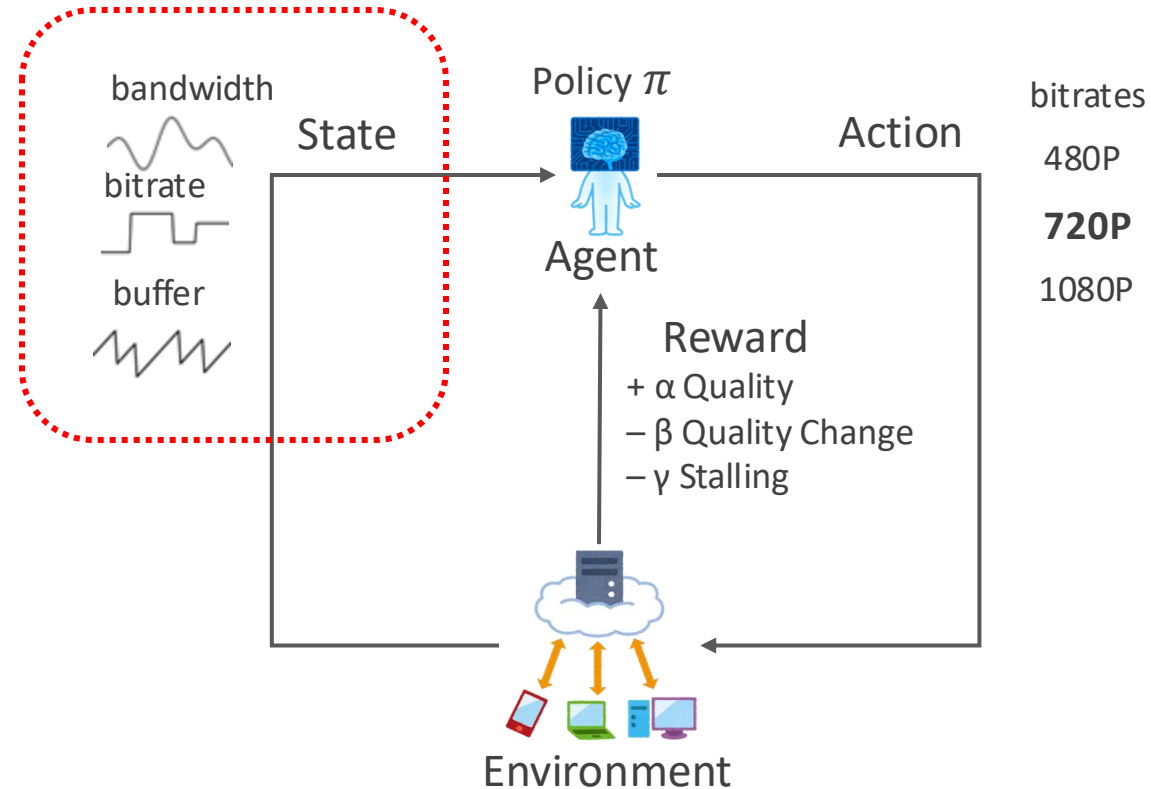 bandwidth
State
bitrate
buffer
Policy π
Agent
Action
bitrates
480P
720P
1080P
Reward
+ α Quality
– β Quality Change
– γ Stalling
Environment